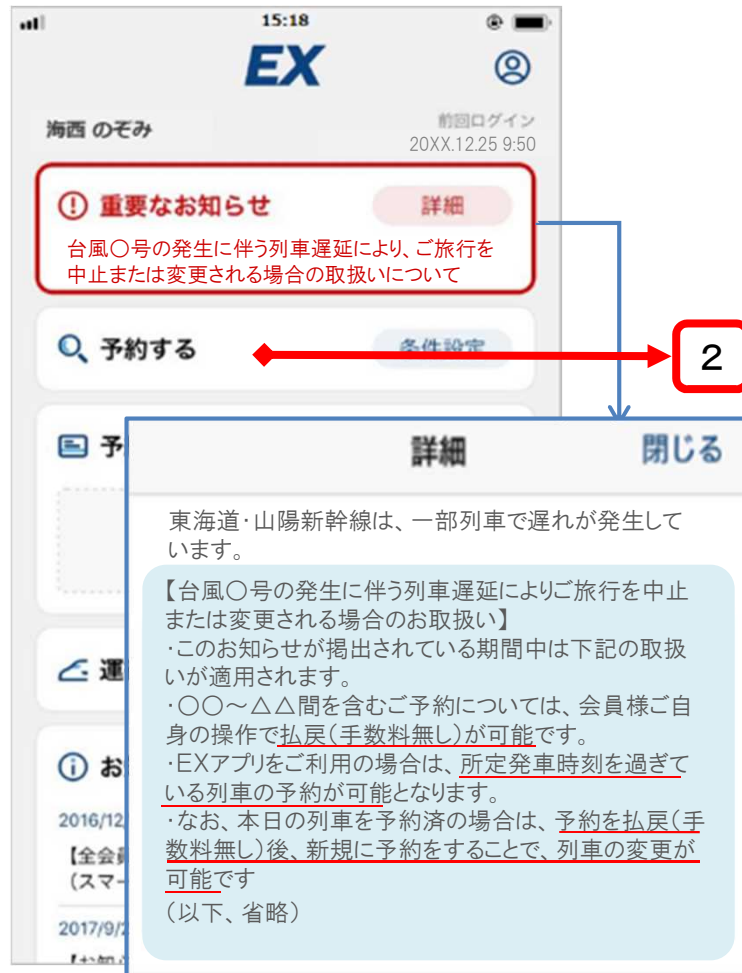 15:18
EX
海西 のぞみ
前回ログイン
20XX.12.25 9:50
重要なお知らせ
詳細
台風〇号の発生に伴う列車遅延により、ご旅行を
中止または変更される場合の取扱いについて
予約する
条件設定
2
予
詳細
閉じる
東海道・山陽新幹線は、一部列車で遅れが発生して
います。
【台風〇号の発生に伴う列車遅延によりご旅行を中止
または変更される場合のお取扱い】
・このお知らせが掲出されている期間中は下記の取扱
いが適用されます。
・〇〇～△△間を含むご予約については、会員様ご自
身の操作で払戻(手数料無し)が可能です。
・EXアプリをご利用の場合は、所定発車時刻を過ぎて
いる列車の予約が可能となります。
・なお、本日の列車を予約済の場合は、予約を払戻(手
数料無し)後、新規に予約をすることで、列車の変更が
可能です
(以下、省略)
運
お
2016/12
【全会員
(スマー
2017/9/2